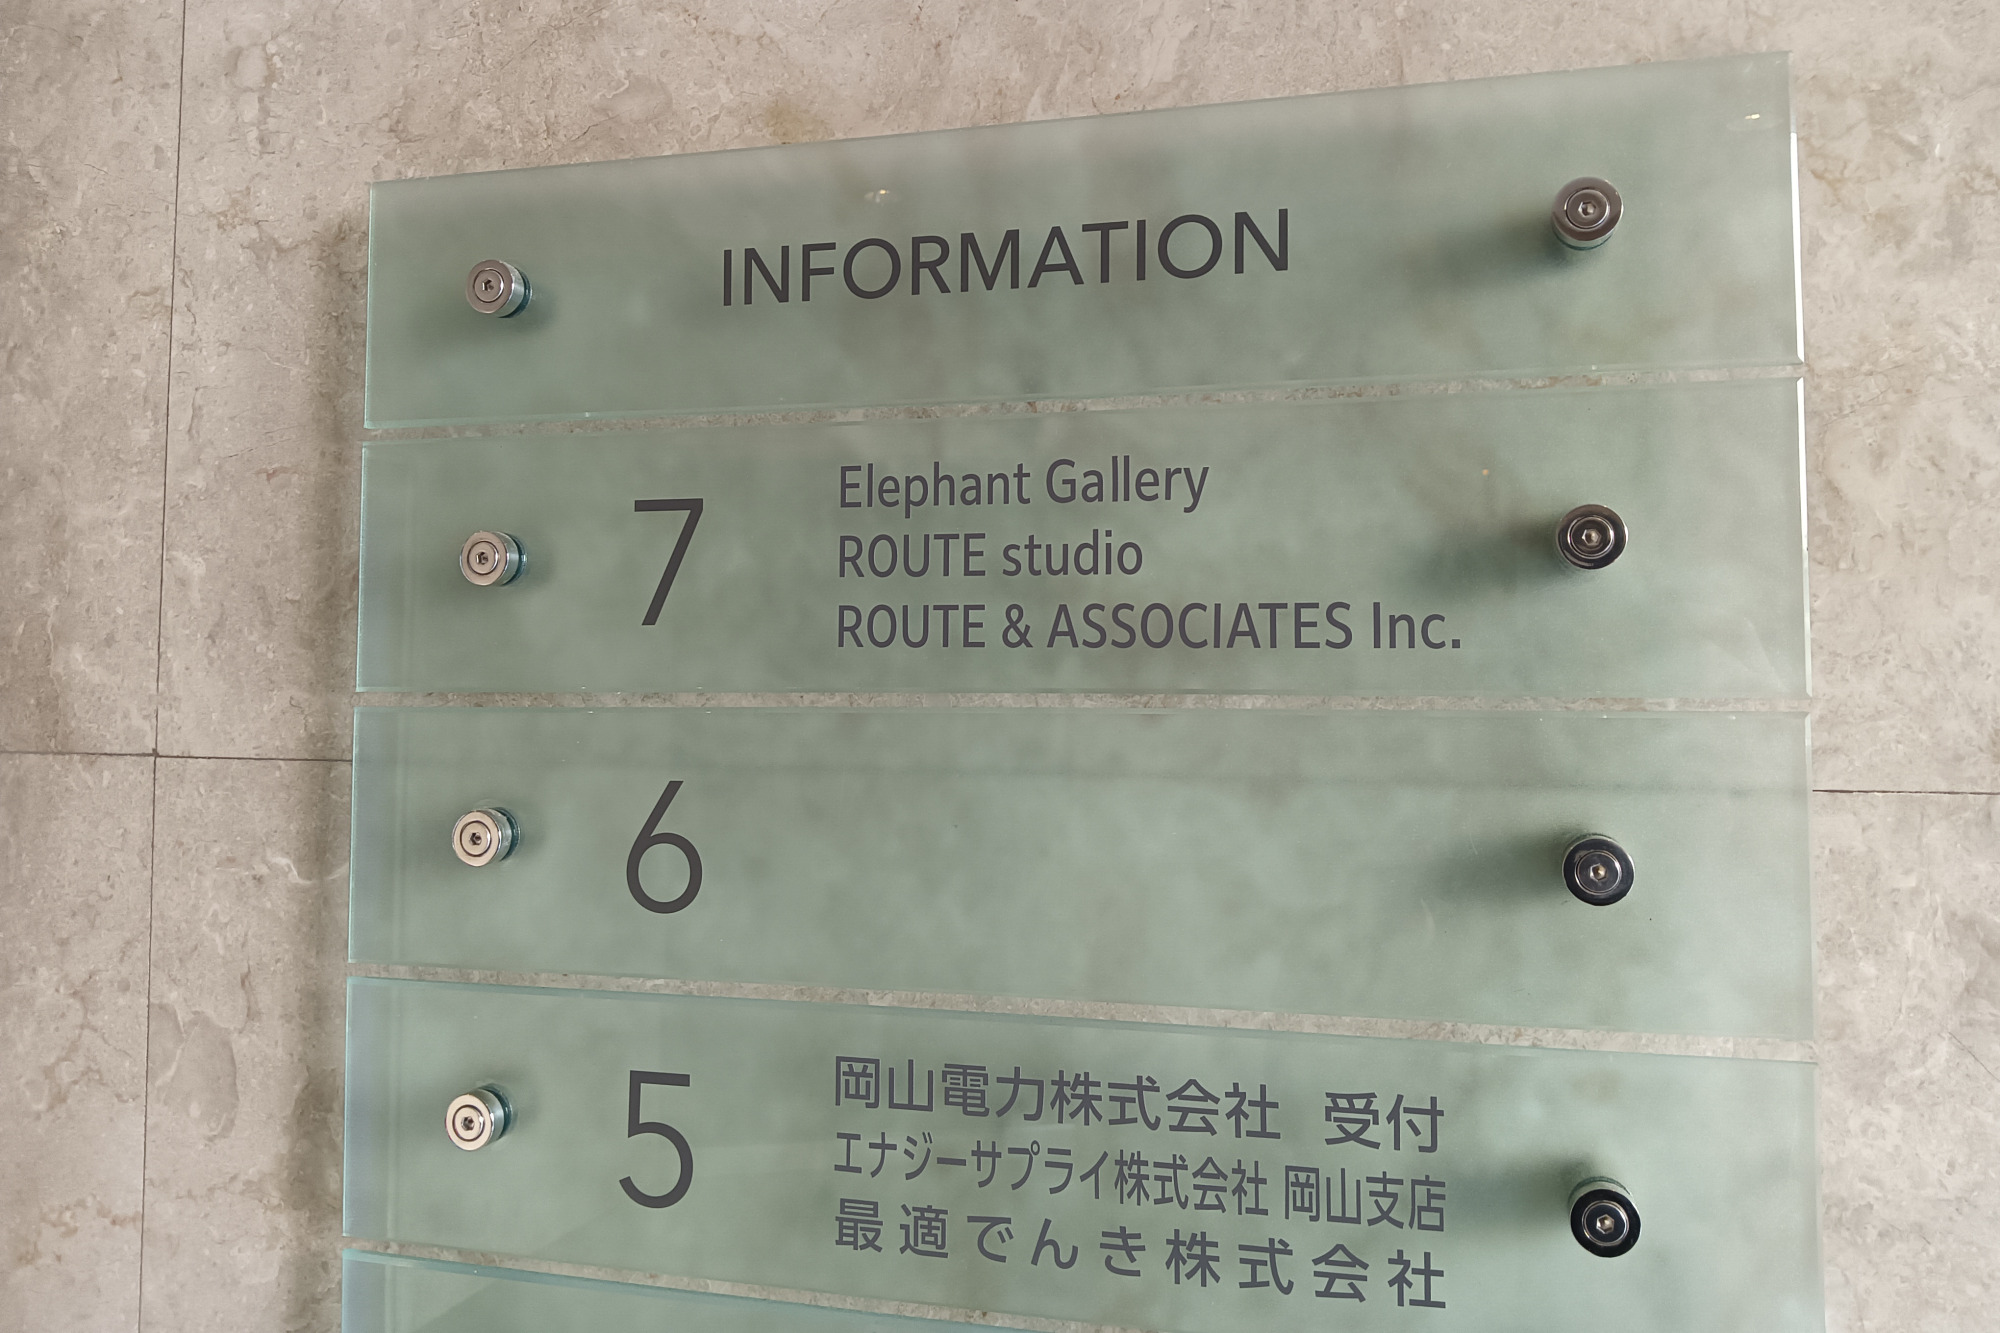 INFORMATION
7
Elephant Gallery
ROUTE studio
ROUTE & ASSOCIATES Inc.
6
5
岡山電力株式会社 受付
エナジーサプライ株式会社 岡山支店
最適でんき株式会社